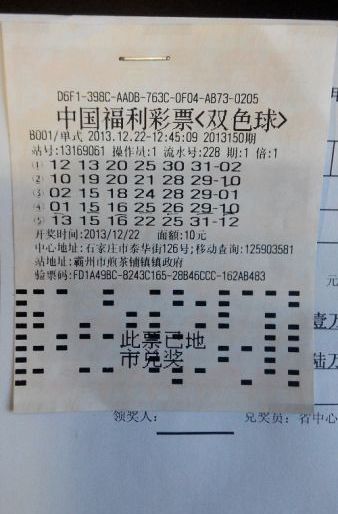 D6F1-398C-AADB-763C-0F04-AB73-0205
中国福利彩票<双色球>
B001/单式 2013.12.22-12:45:09 2013150期
站号:13169061 操作员:1 流水号:228 期:1 倍:1
① 12 13 20 25 30 31-02
② 10 19 20 21 28 29-10
③ 02 15 18 24 28 29-01
④ 01 15 16 25 26 29-10
⑤ 13 15 16 22 25 31-12
开奖时间:2013/12/22 面额:10元
中心地址:石家庄市泰华街126号;移动查询:125903581
站地址:霸州市煎茶铺镇镇政府
验票码:FD1A49BC-8243C165-28B46CCC-162AB483
此票已地
市兑奖
元
壹万
陆万
领奖人:
兑奖员:
省中心